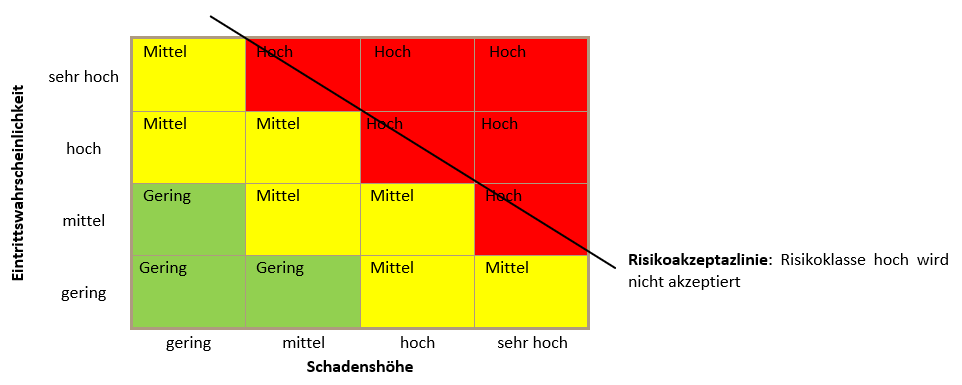 Eintrittswahrscheinlichkeit
sehr hoch
Mittel
Hoch
Hoch
Hoch
hoch
Mittel
Mittel
Hoch
Hoch
mittel
Gering
Mittel
Mittel
Hoch
gering
Gering
Gering
Mittel
Mittel
gering
mittel
hoch
sehr hoch
Schadenshöhe
Risikoakzeptazlinie: Risikoklasse hoch wird
nicht akzeptiert